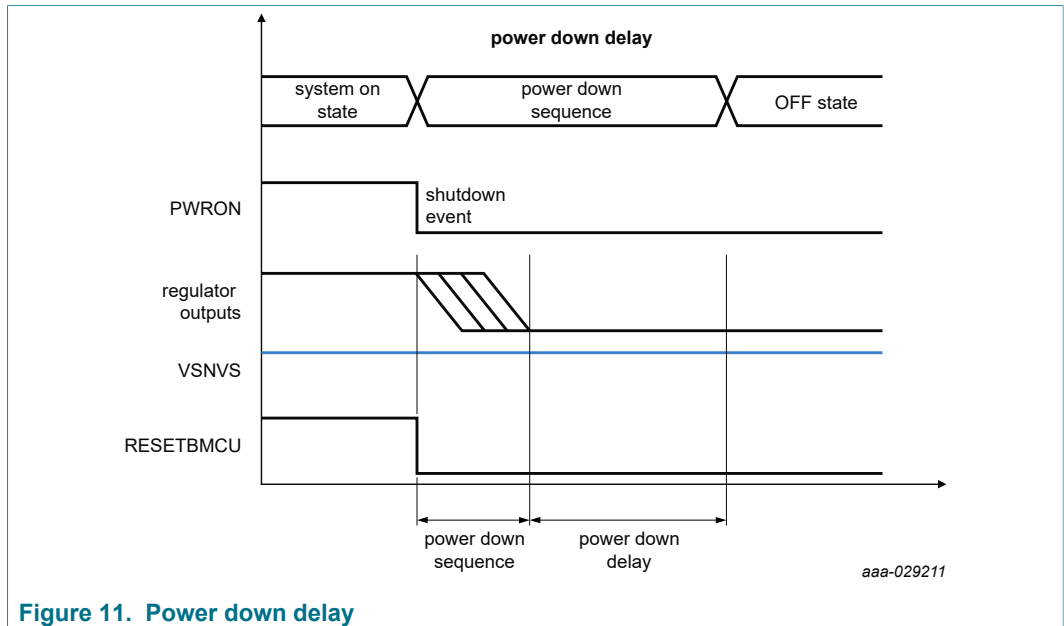 power down delay
system on
state
power down
sequence
OFF state
PWRON
shutdown
event
regulator
outputs
VSNVS
RESETBMCU
power down
sequence
power down
delay
aaa-029211
Figure 11. Power down delay